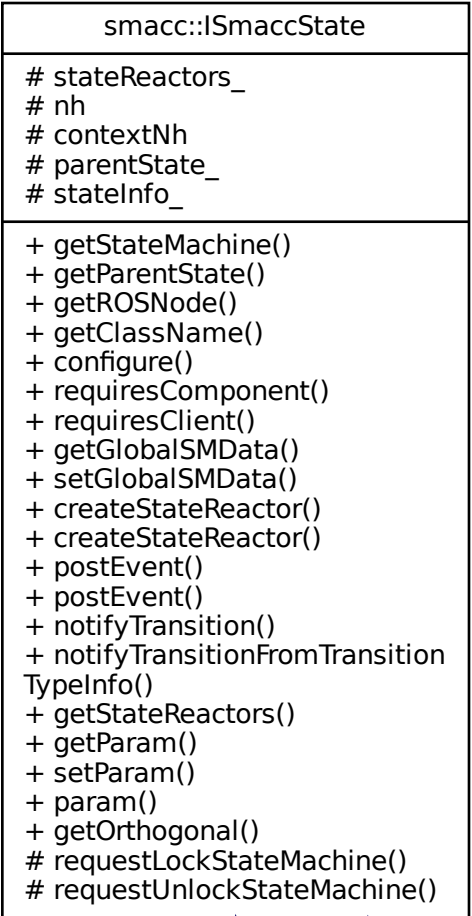 smacc::ISmaccState
# stateReactors_
# nh
# contextNh
# parentState_
# stateInfo_
+ getStateMachine()
+ getParentState()
+ getROSNode()
+ getClassName()
+ configure()
+ requiresComponent()
+ requiresClient()
+ getGlobalSMData()
+ setGlobalSMData()
+ createStateReactor()
+ createStateReactor()
+ postEvent()
+ postEvent()
+ notifyTransition()
+ notifyTransitionFromTransition
TypeInfo()
+ getStateReactors()
+ getParam()
+ setParam()
+ param()
+ getOrthogonal()
# requestLockStateMachine()
# requestUnlockStateMachine()